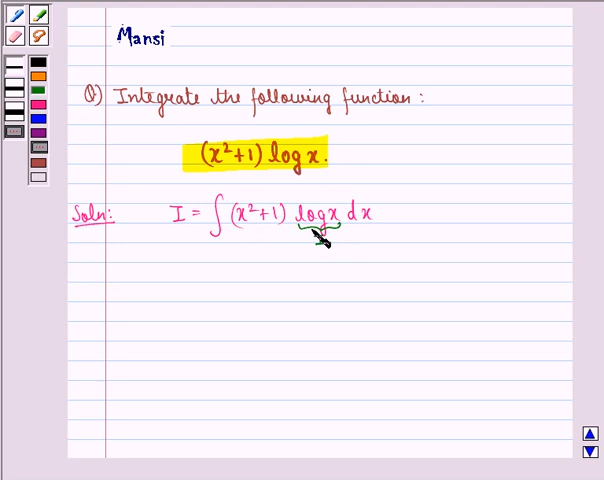 Mansi
Q) Integrate the following function:
(x²+1) log x.
Soln: I = ∫ (x²+1) log x dx